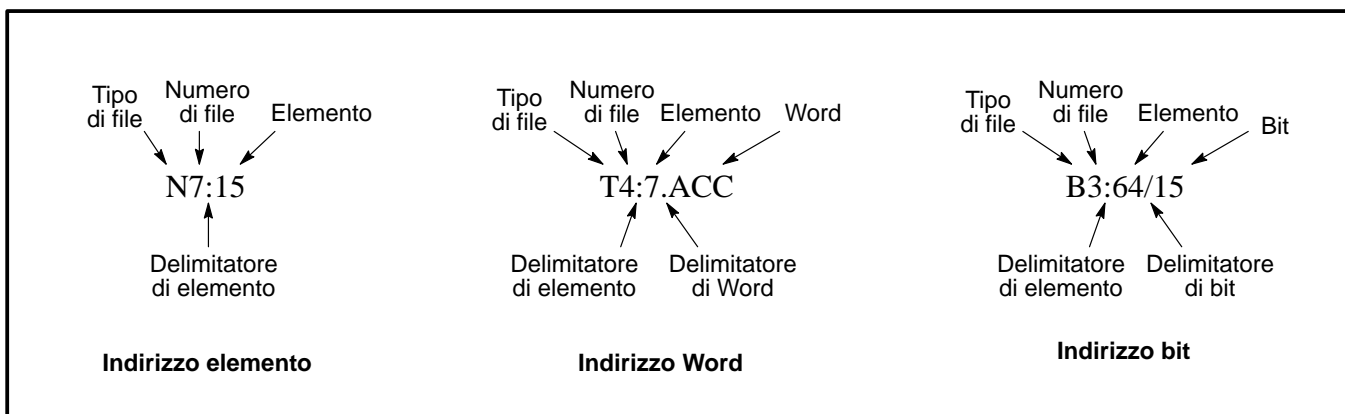 Tipo
di file
Numero
di file
Elemento
N7:15
Delimitatore
di elemento
Indirizzo elemento
Tipo
di file
Numero
di file
Elemento
Word
T4:7.ACC
Delimitatore
di elemento
Delimitatore
di Word
Indirizzo Word
Tipo
di file
Numero
di file
Elemento
Bit
B3:64/15
Delimitatore
di elemento
Delimitatore
di bit
Indirizzo bit